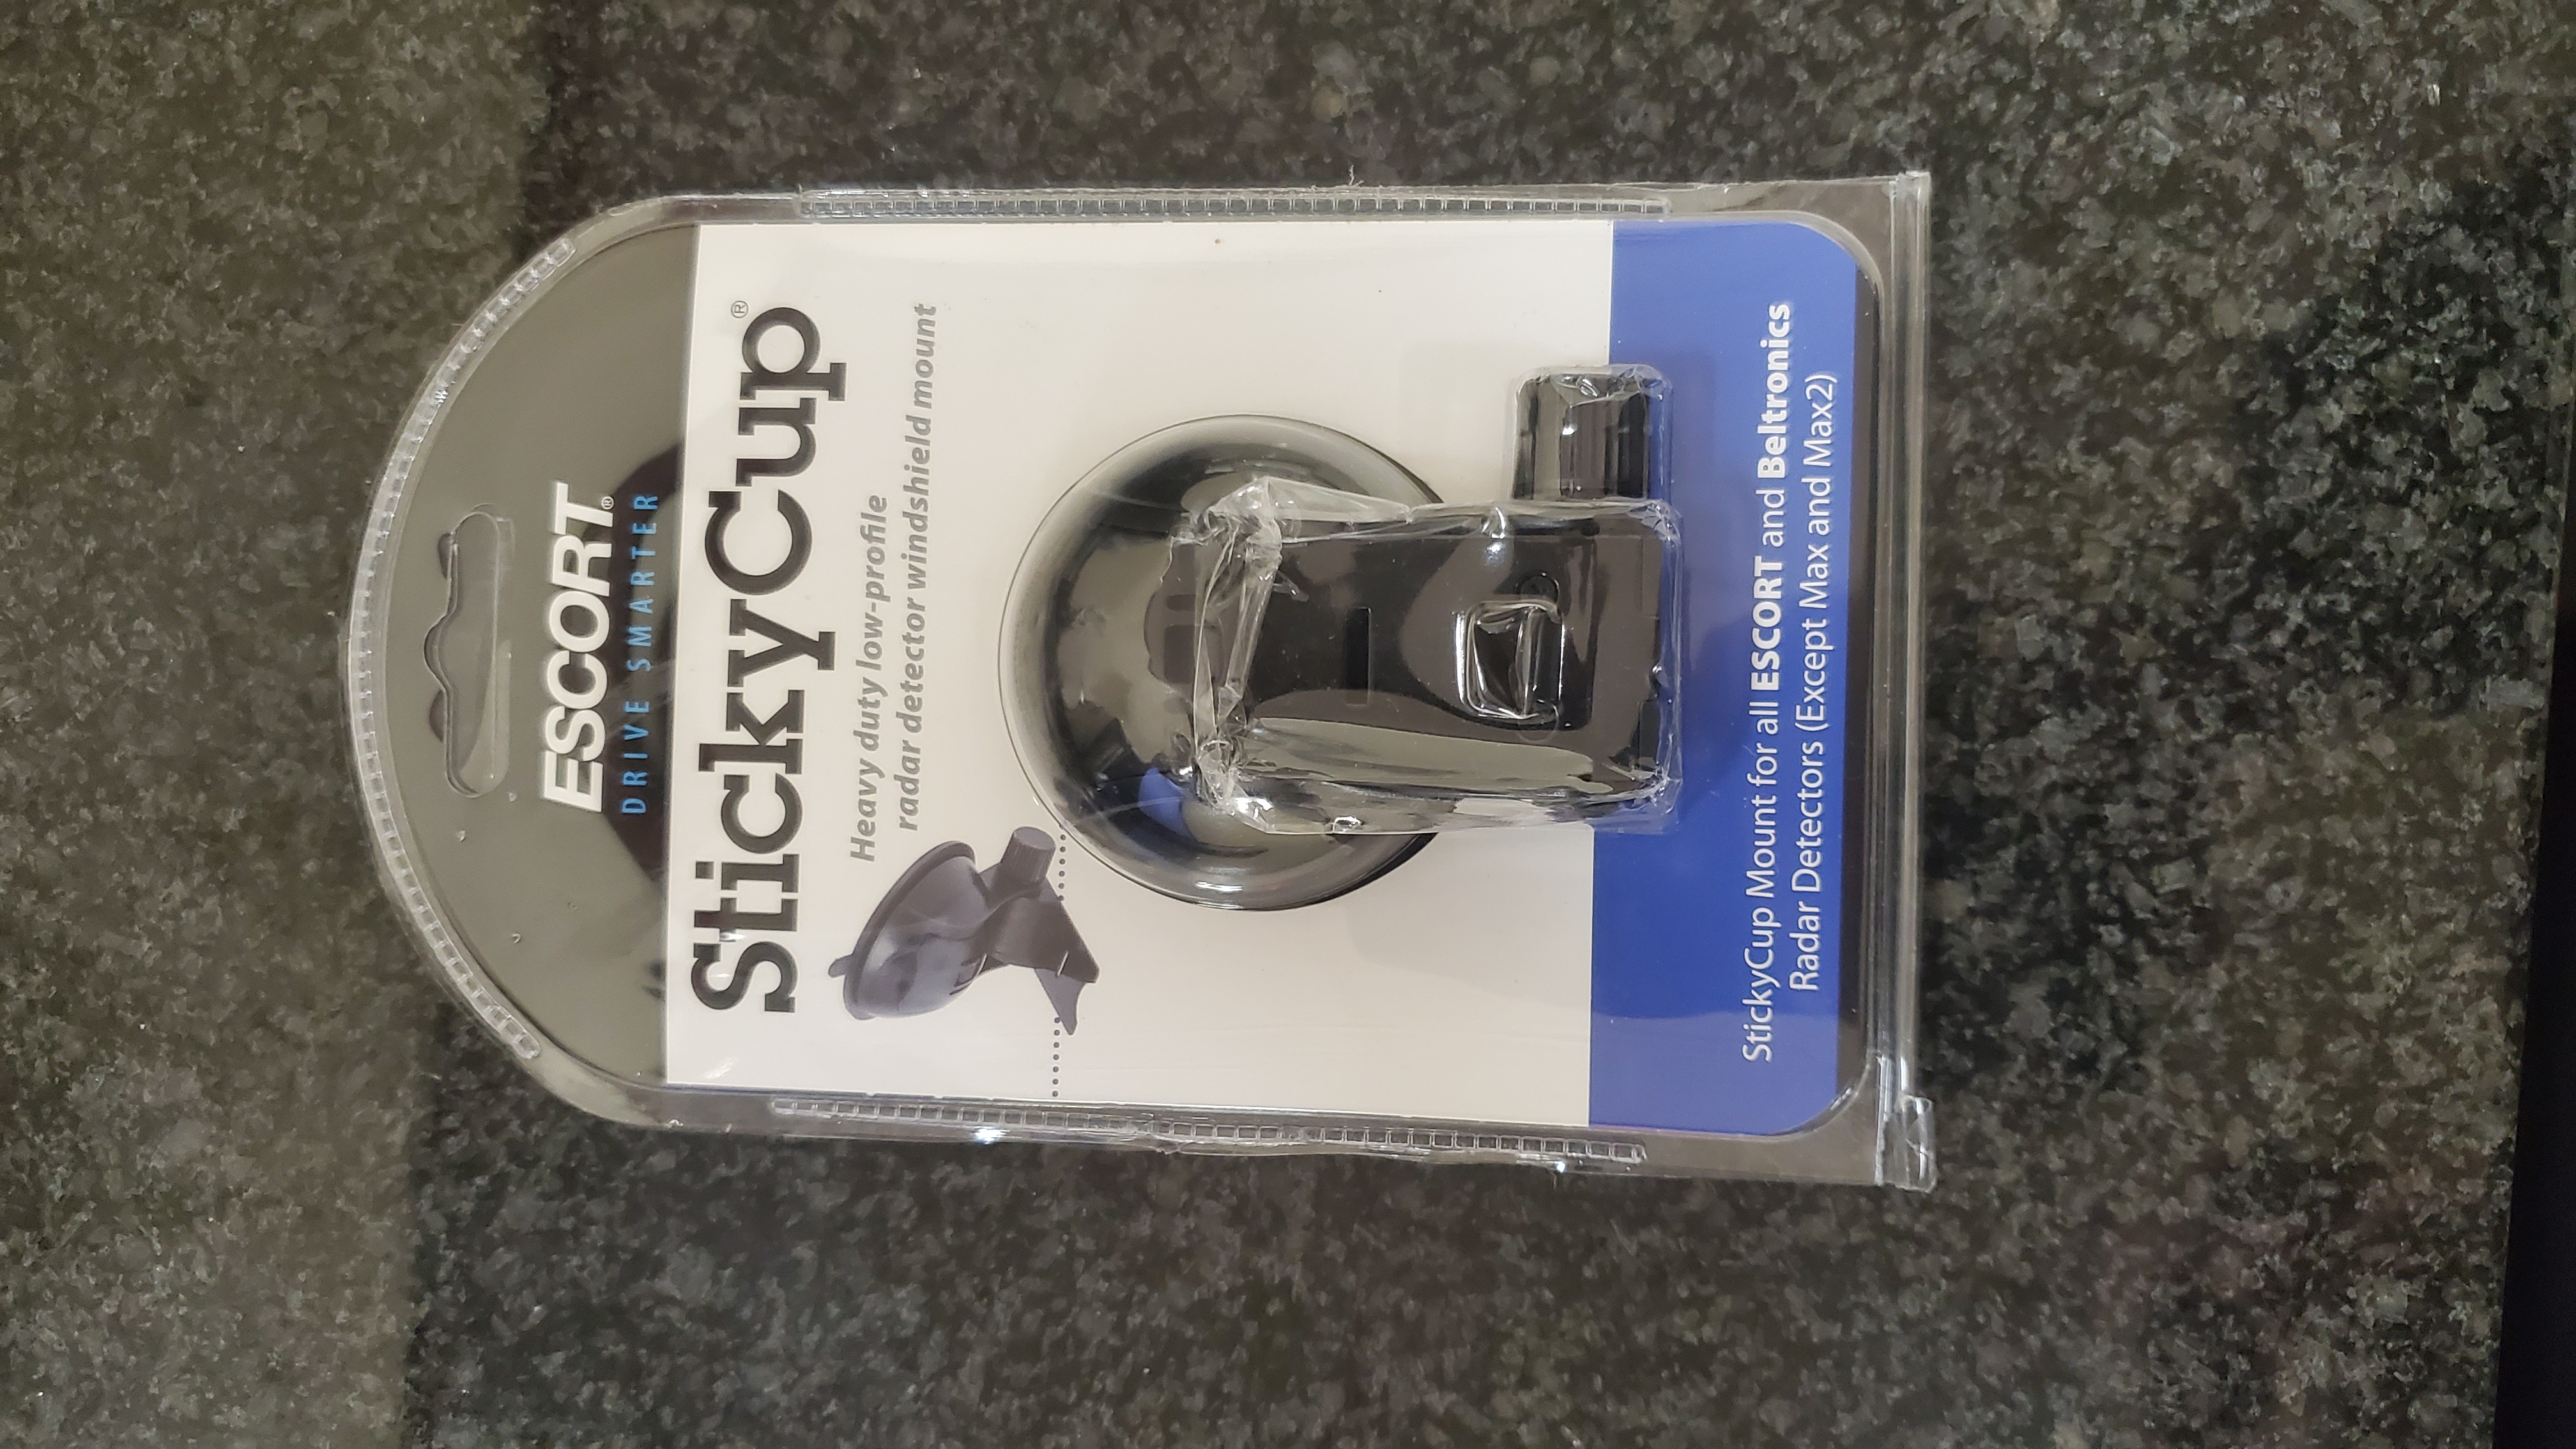 ESCORT®
DRIVE SMARTER
StickyCup®
Heavy duty low-profile
radar detector windshield mount
StickyCup Mount for all ESCORT and Beltronics
Radar Detectors (Except Max and Max2)